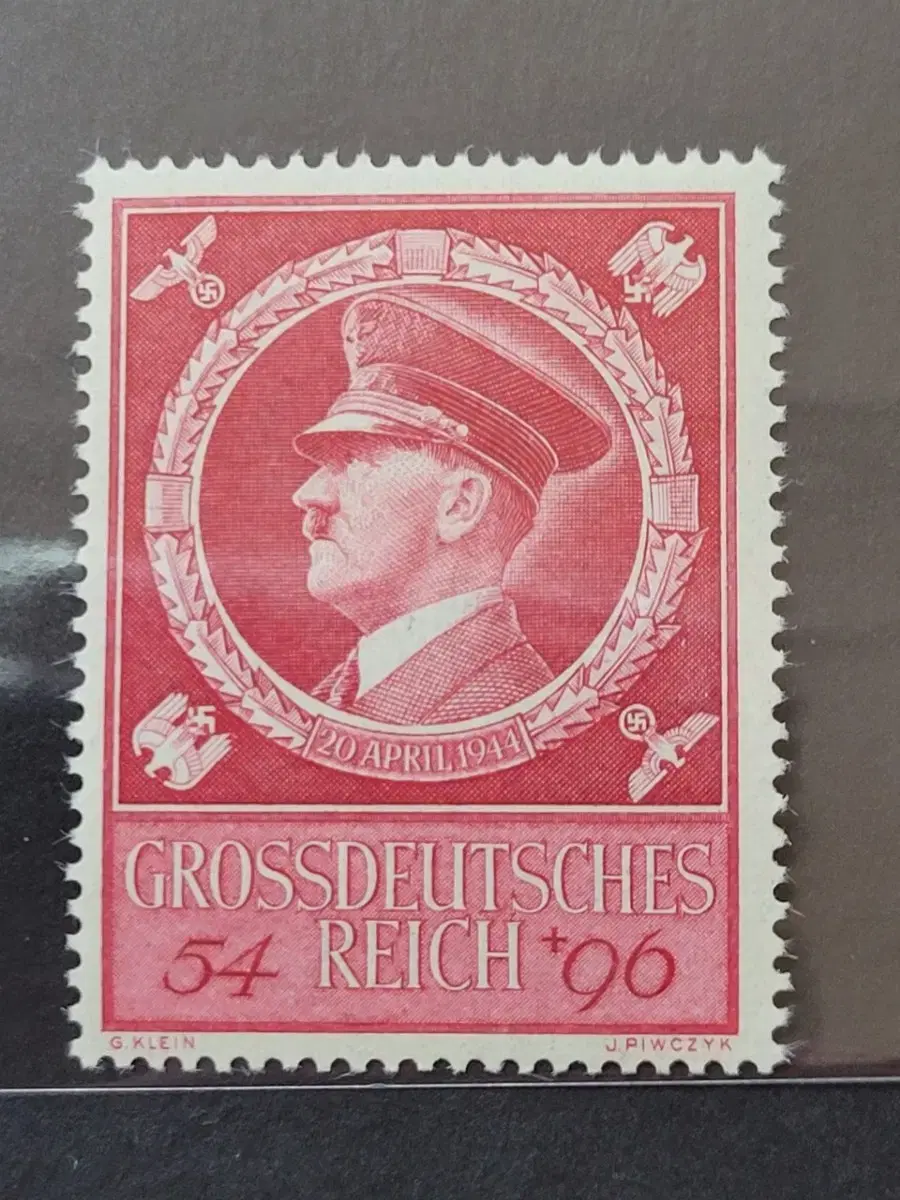 20 APRIL 1944
GROSSDEUTSCHES
54 REICH +96
G. KLEIN J. PIWCZYK